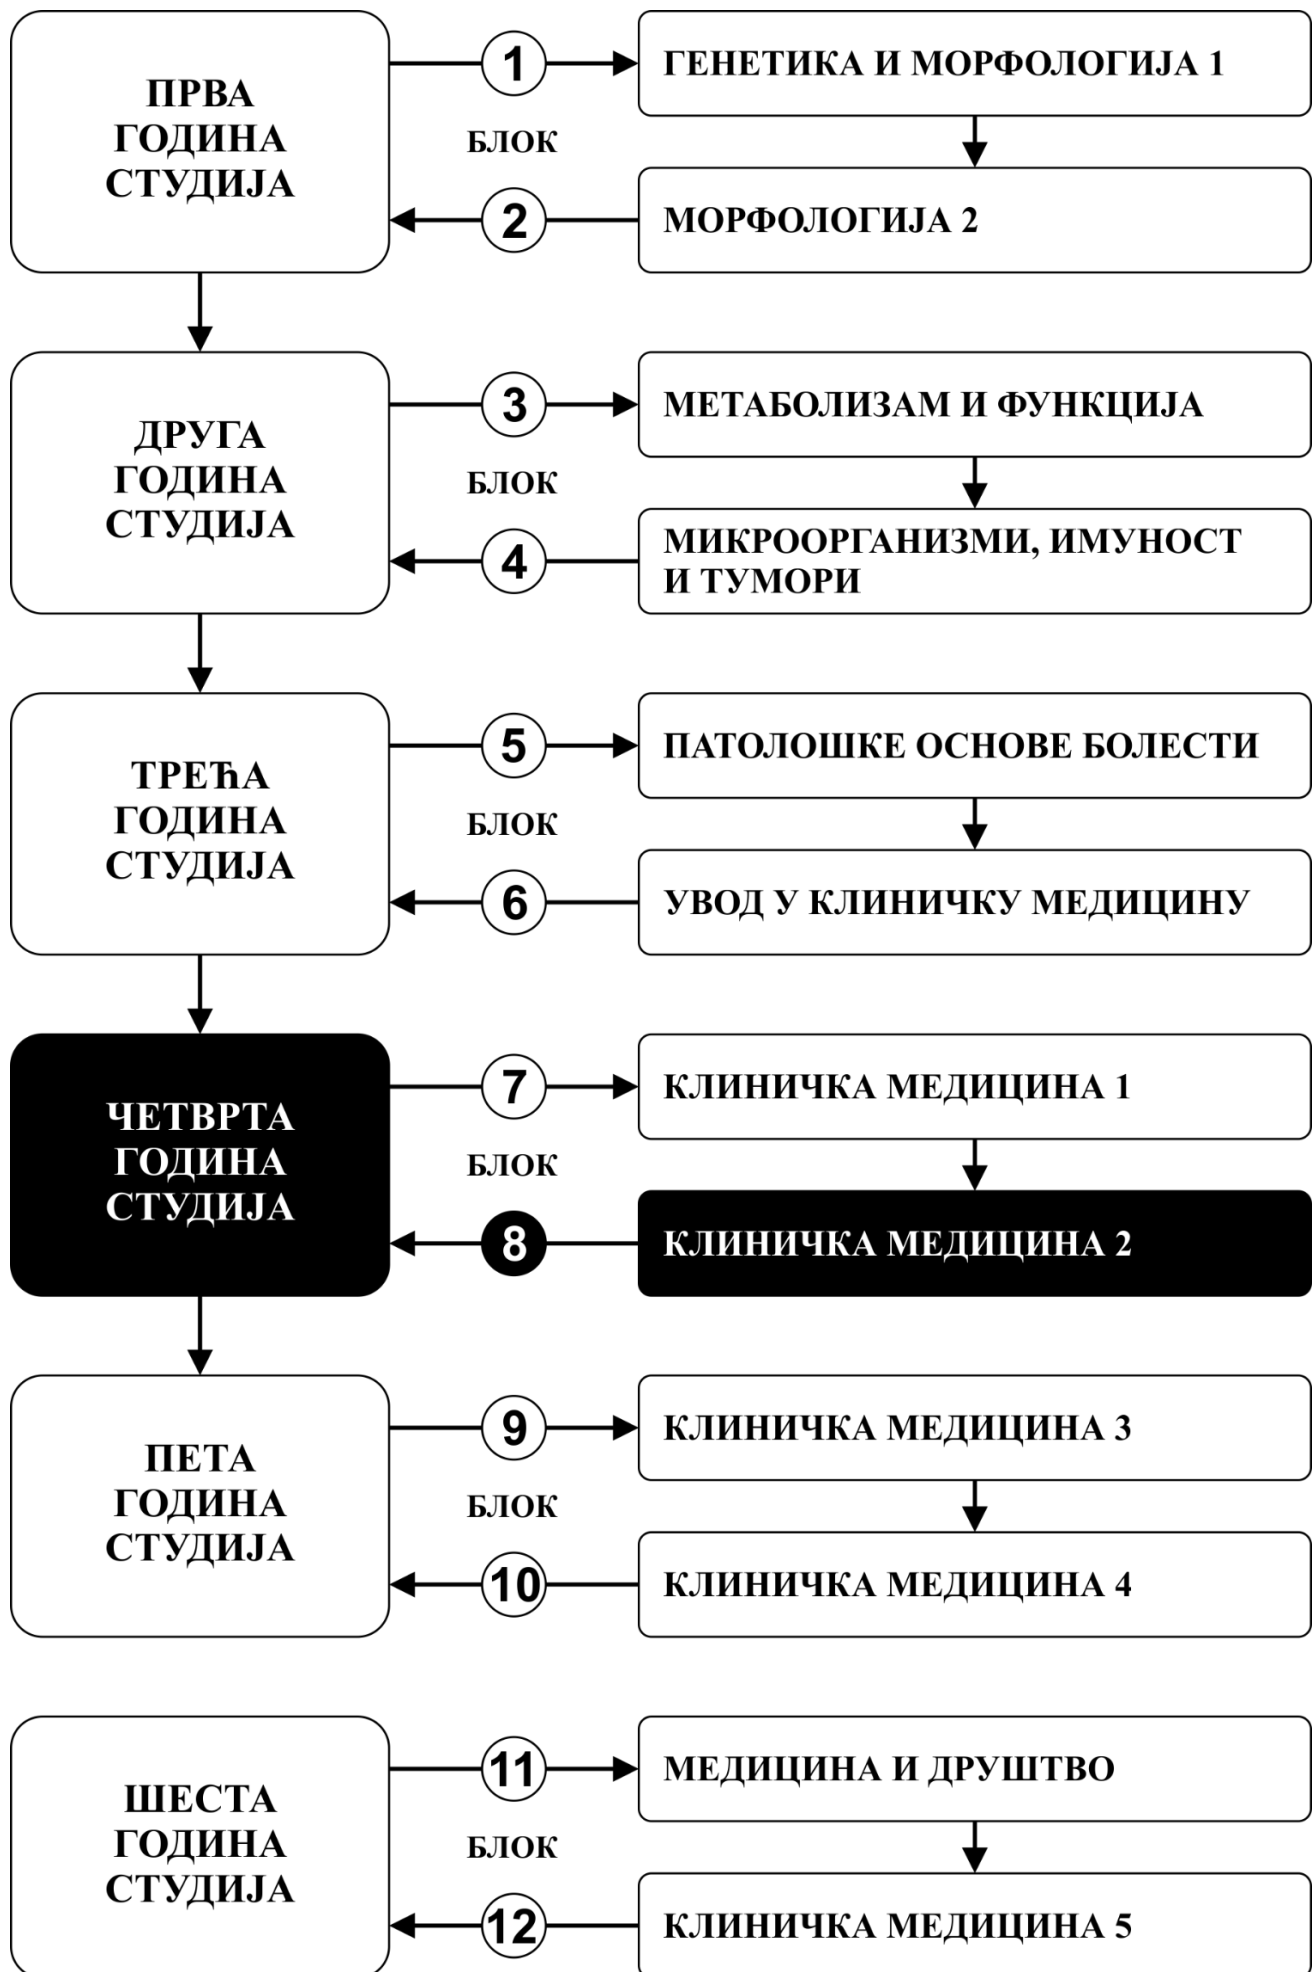 ПРВА
ГОДИНА
СТУДИЈА
1
БЛОК
2
ГЕНЕТИКА И МОРФОЛОГИЈА 1
МОРФОЛОГИЈА 2
ДРУГА
ГОДИНА
СТУДИЈА
3
БЛОК
4
МЕТАБОЛИЗАМ И ФУНКЦИЈА
МИКРООРГАНИЗМИ, ИМУНОСТ
И ТУМОРИ
ТРЕЋА
ГОДИНА
СТУДИЈА
5
БЛОК
6
ПАТОЛОШКЕ ОСНОВЕ БОЛЕСТИ
УВОД У КЛИНИЧКУ МЕДИЦИНУ
ЧЕТВРТА
ГОДИНА
СТУДИЈА
7
БЛОК
8
КЛИНИЧКА МЕДИЦИНА 1
КЛИНИЧКА МЕДИЦИНА 2
ПЕТА
ГОДИНА
СТУДИЈА
9
БЛОК
10
КЛИНИЧКА МЕДИЦИНА 3
КЛИНИЧКА МЕДИЦИНА 4
ШЕСТА
ГОДИНА
СТУДИЈА
11
БЛОК
12
МЕДИЦИНА И ДРУШТВО
КЛИНИЧКА МЕДИЦИНА 5